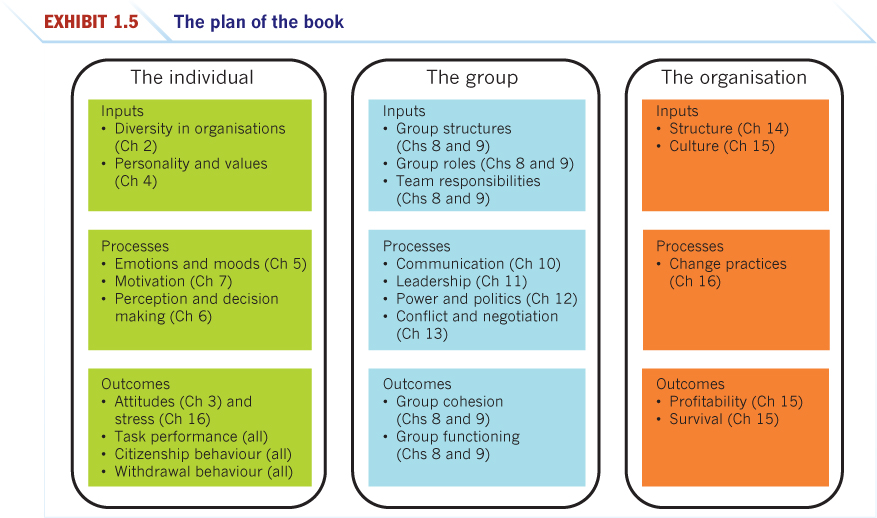 EXHIBIT 1.5 The plan of the book
The individual
Inputs
• Diversity in organisations
(Ch 2)
• Personality and values
(Ch 4)
Processes
• Emotions and moods (Ch 5)
• Motivation (Ch 7)
• Perception and decision
making (Ch 6)
Outcomes
• Attitudes (Ch 3) and
stress (Ch 16)
• Task performance (all)
• Citizenship behaviour (all)
• Withdrawal behaviour (all)
The group
Inputs
• Group structures
(Chs 8 and 9)
• Group roles (Chs 8 and 9)
• Team responsibilities
(Chs 8 and 9)
Processes
• Communication (Ch 10)
• Leadership (Ch 11)
• Power and politics (Ch 12)
• Conflict and negotiation
(Ch 13)
Outcomes
• Group cohesion
(Chs 8 and 9)
• Group functioning
(Chs 8 and 9)
The organisation
Inputs
• Structure (Ch 14)
• Culture (Ch 15)
Processes
• Change practices
(Ch 16)
Outcomes
• Profitability (Ch 15)
• Survival (Ch 15)